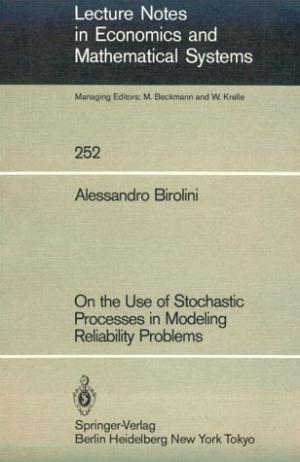 Lecture Notes
in Economics and
Mathematical Systems
Managing Editors: M. Beckmann and W. Krelle
252
Alessandro Birolini
On the Use of Stochastic
Processes in Modeling
Reliability Problems
Springer-Verlag
Berlin Heidelberg New York Tokyo